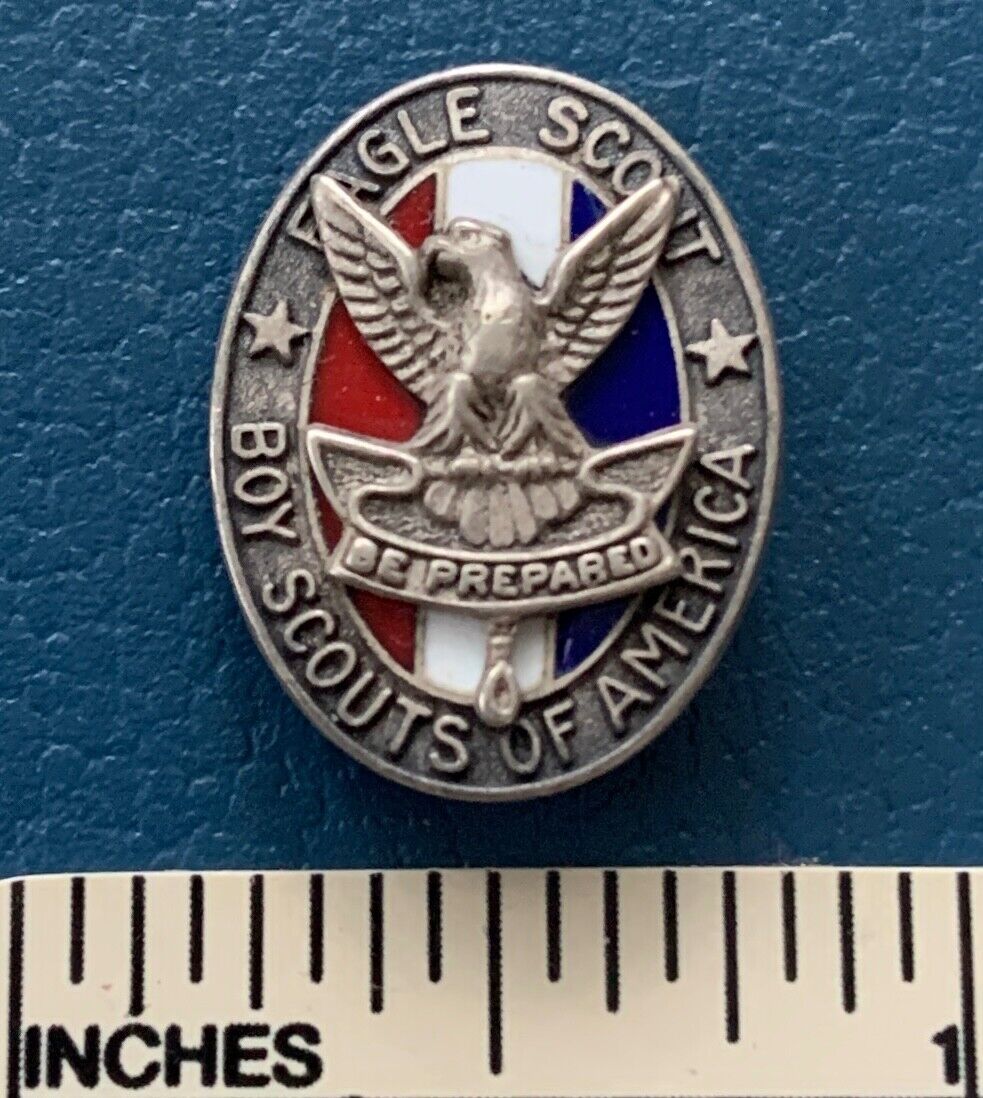 EAGLE SCOUT
BE PREPARED
BOY SCOUTS OF AMERICA
INCHES 1